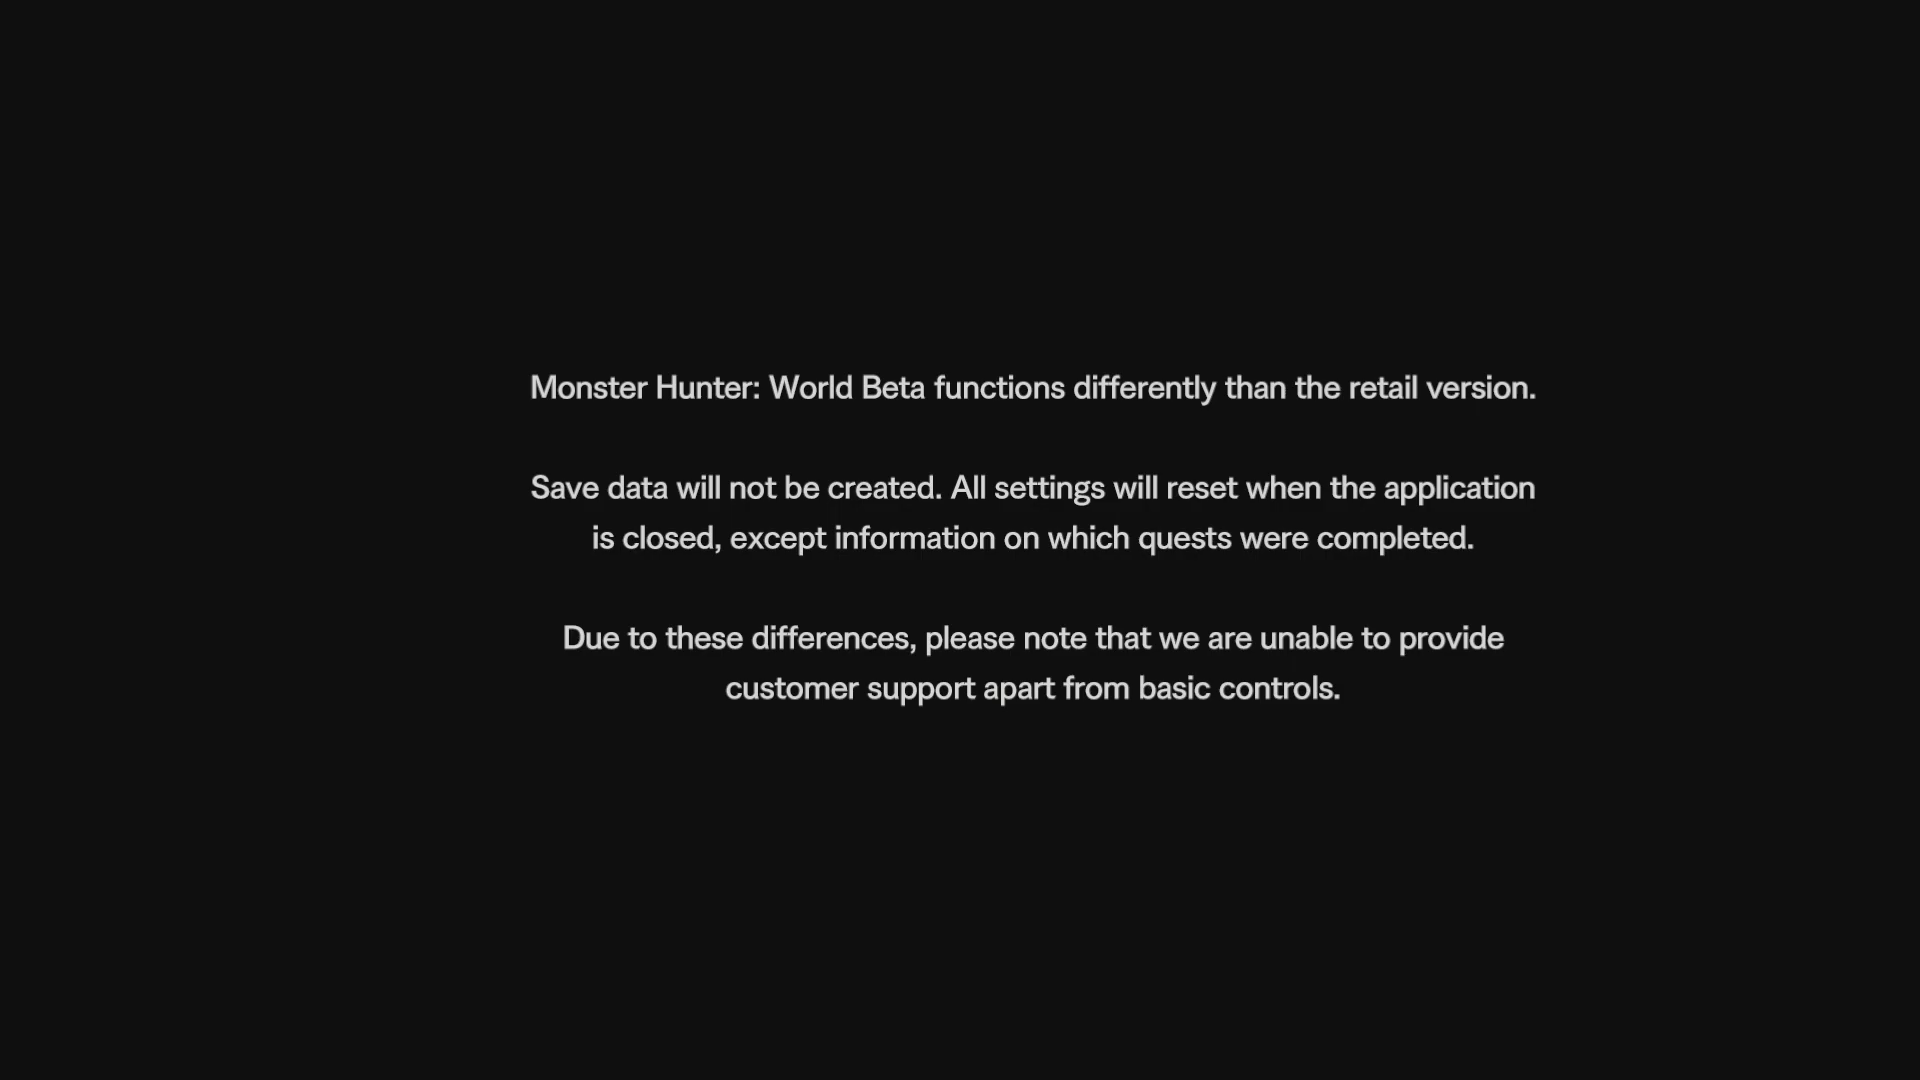 Monster Hunter: World Beta functions differently than the retail version.
Save data will not be created. All settings will reset when the application
is closed, except information on which quests were completed.
Due to these differences, please note that we are unable to provide
customer support apart from basic controls.